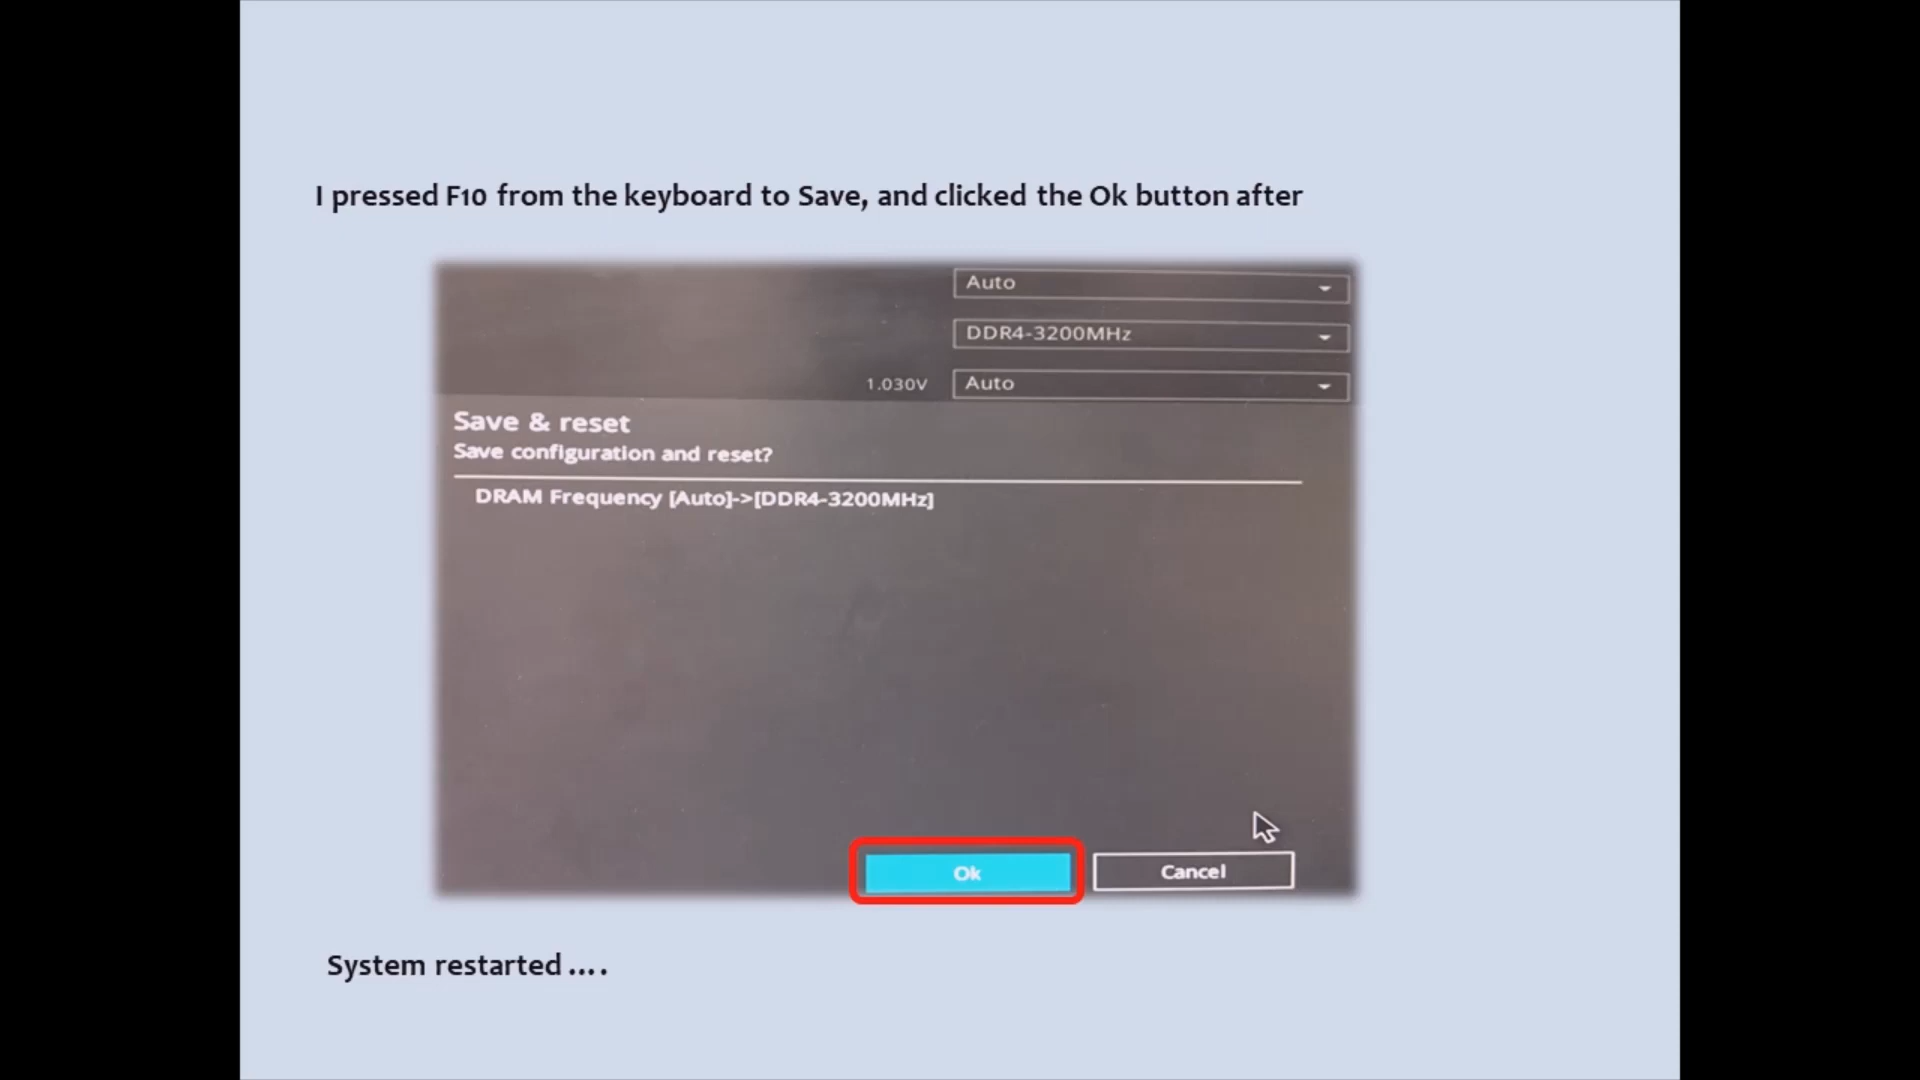 I pressed F10 from the keyboard to Save, and clicked the Ok button after
Auto
DDR4-3200MHz
1.030V Auto
Save & reset
Save configuration and reset?
DRAM Frequency [Auto]->[DDR4-3200MHz]
Ok Cancel
System restarted ....